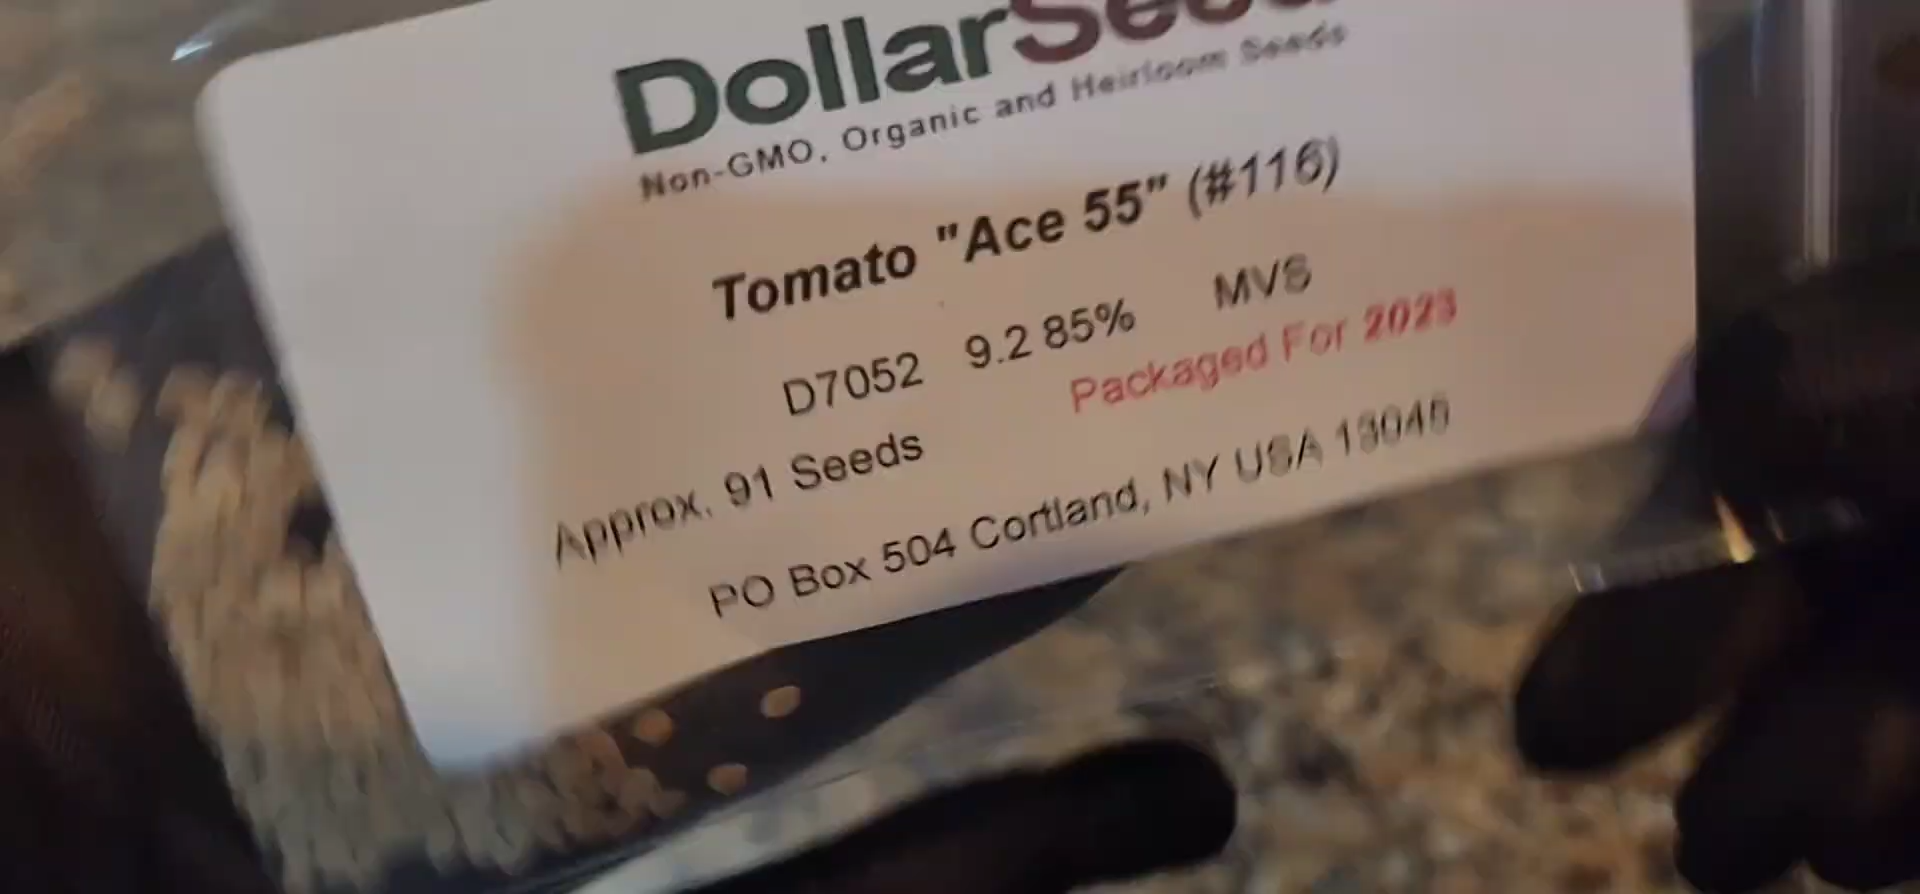 DollarSeed
Non-GMO, Organic and Heirloom Seeds
Tomato "Ace 55" (#116)
D7052 9.2 85% MVS
Packaged For 2023
Approx. 91 Seeds
PO Box 504 Cortland, NY USA 13045